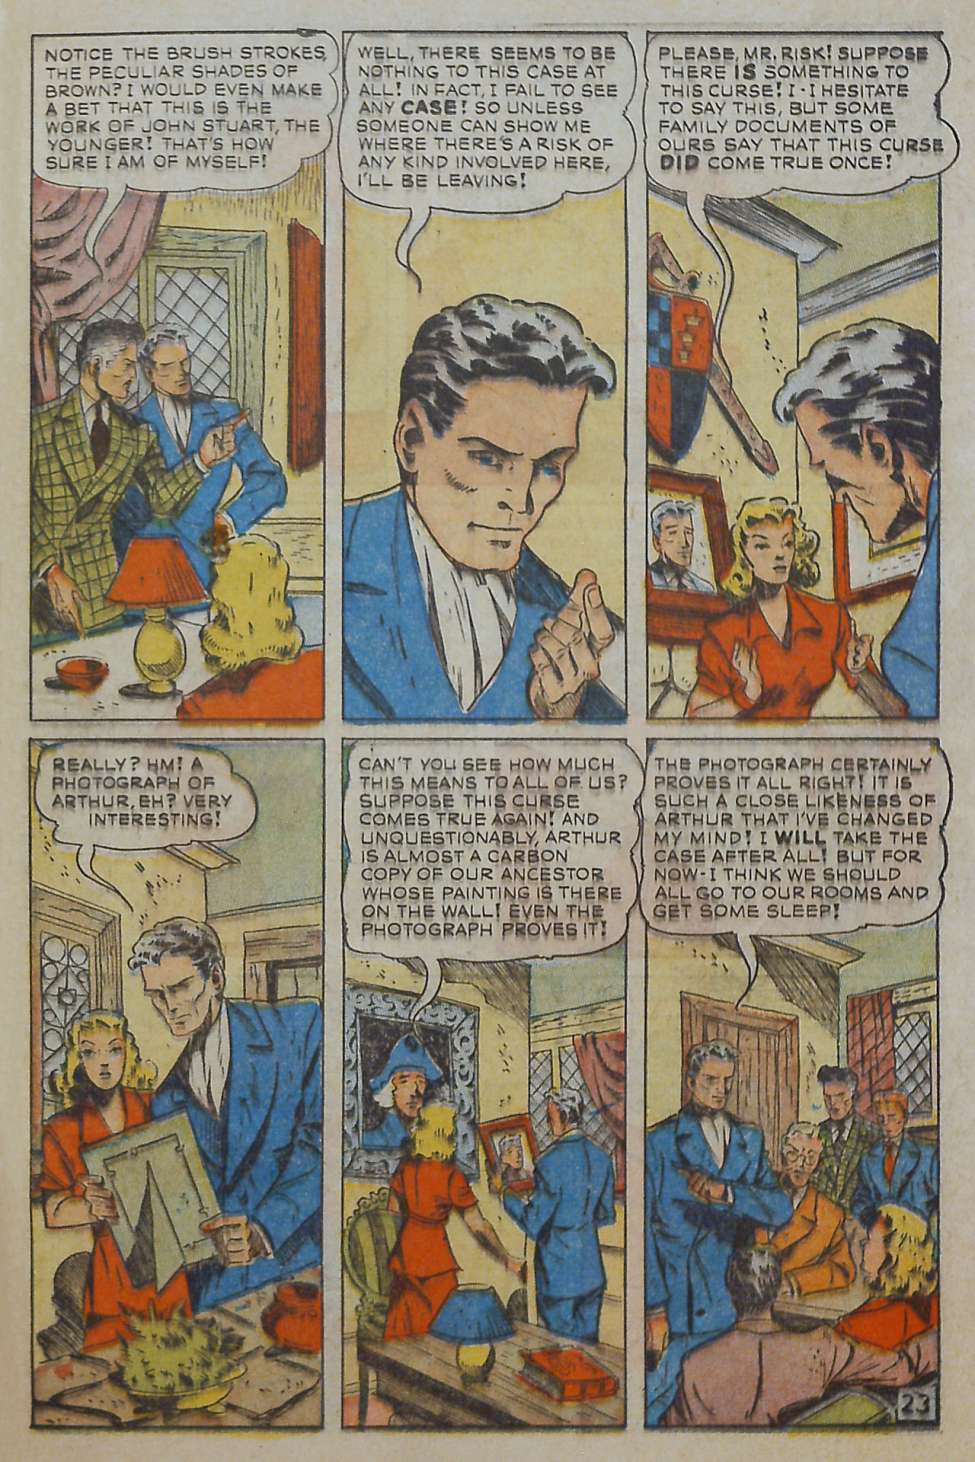 NOTICE THE BRUSH STROKES,
THE PECULIAR SHADES OF
BROWN? I WOULD EVEN MAKE
A BET THAT THIS IS THE
WORK OF JOHN STUART, THE
YOUNGER! THAT'S HOW
SURE I AM OF MYSELF!
WELL, THERE SEEMS TO BE
NOTHING TO THIS CASE AT
ALL! IN FACT, I FAIL TO SEE
ANY CASE! SO UNLESS
SOMEONE CAN SHOW ME
WHERE THERE'S A RISK OF
ANY KIND INVOLVED HERE,
I'LL BE LEAVING!
PLEASE, MR. RISK! SUPPOSE
THERE IS SOMETHING TO
THIS CURSE! I-I HESITATE
TO SAY THIS, BUT SOME
FAMILY DOCUMENTS OF
OURS SAY THAT THIS CURSE
DID COME TRUE ONCE!
REALLY? HM! A
PHOTOGRAPH OF
ARTHUR, EH? VERY
INTERESTING!
CAN'T YOU SEE HOW MUCH
THIS MEANS TO ALL OF US?
SUPPOSE THIS CURSE
COMES TRUE AGAIN! AND
UNQUESTIONABLY, ARTHUR
IS ALMOST A CARBON
COPY OF OUR ANCESTOR
WHOSE PAINTING IS THERE
ON THE WALL! EVEN THE
PHOTOGRAPH PROVES IT!
THE PHOTOGRAPH CERTAINLY
PROVES IT ALL RIGHT! IT IS
SUCH A CLOSE LIKENESS OF
ARTHUR THAT I'VE CHANGED
MY MIND! I WILL TAKE THE
CASE AFTER ALL! BUT FOR
NOW-I THINK WE SHOULD
ALL GO TO OUR ROOMS AND
GET SOME SLEEP!
23